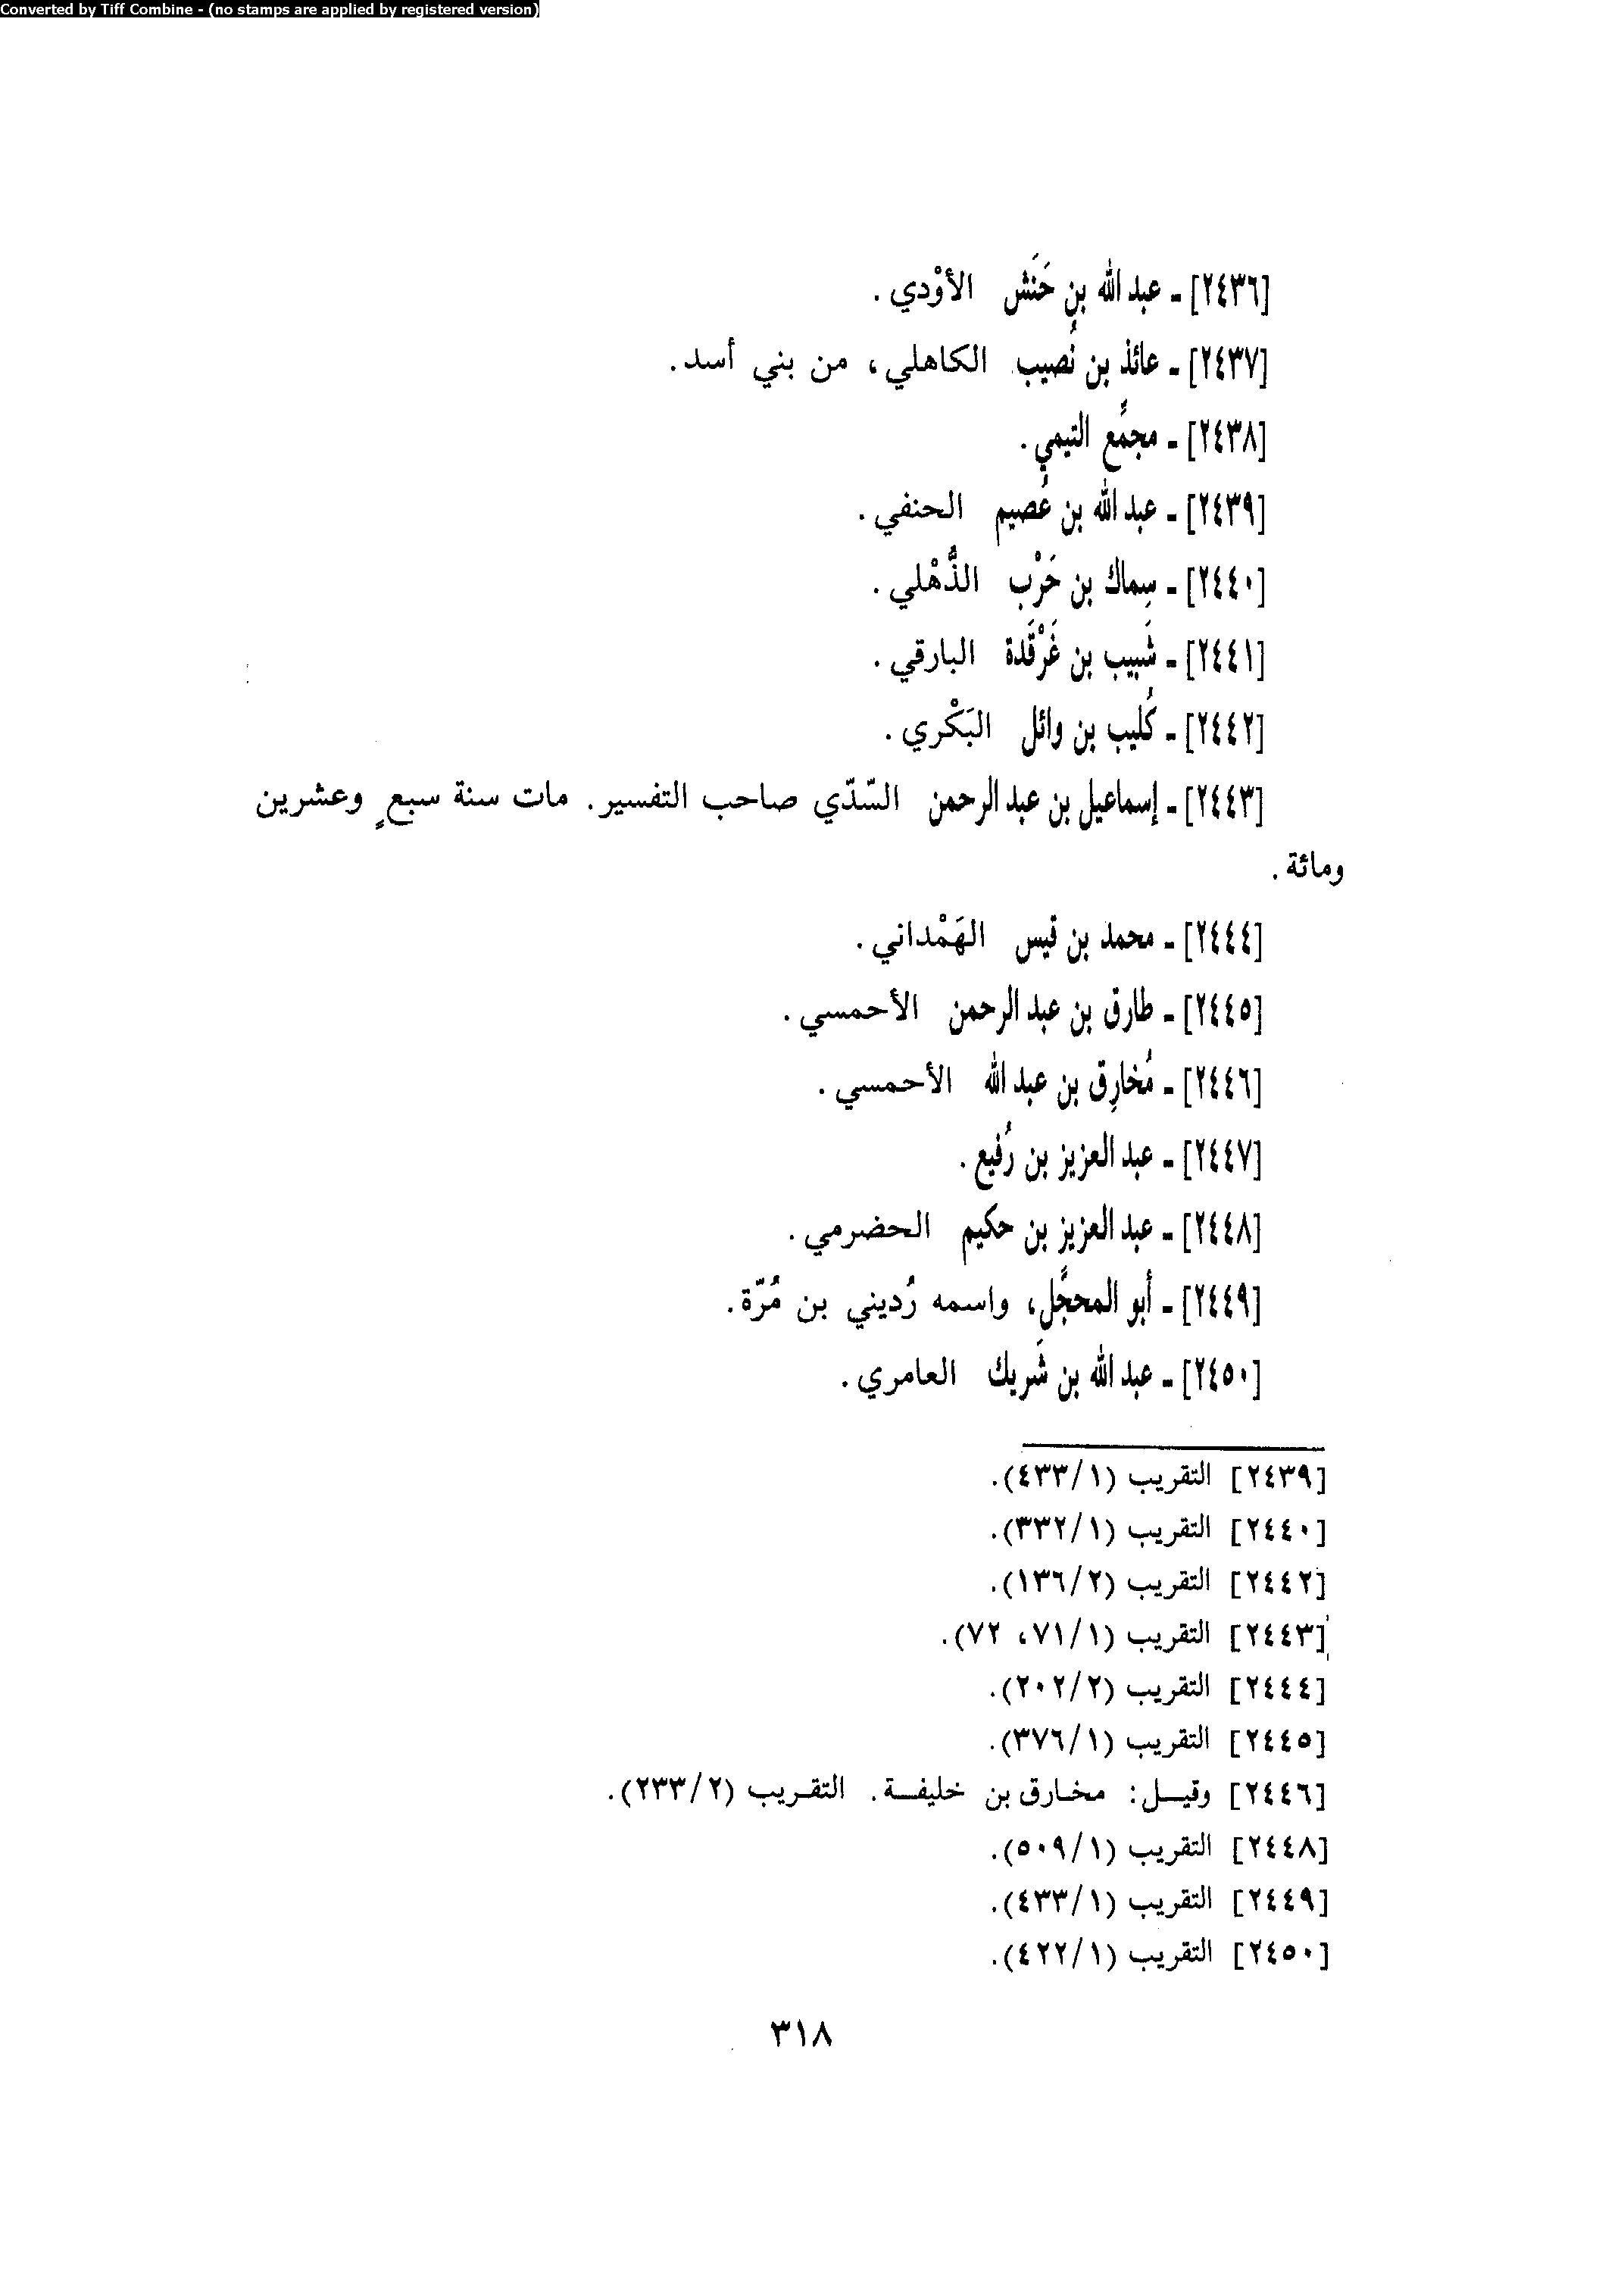 Converted by Tiff Combine - (no stamps are applied by registered version)
[٢٤٣٦] - عبد الله بن حَنَش الأوْدي .
[٢٤٣٧] - عائذ بن نُصيب الكاهلي، من بني أسد.
[٢٤٣٨] - مجمِّع التيمي .
[٢٤٣٩] - عبد الله بن عُصيم الحنفي .
[٢٤٤٠] - سِماك بن حَرْب الذُّهْلي .
[٢٤٤١] - شَبيب بن غَرْقَدة البارقي .
[٢٤٤٢] - كُليب بن وائل البَكْري .
[٢٤٤٣] - إسماعيل بن عبد الرحمن السّدّي صاحب التفسير. مات سنة سبعٍ وعشرين
ومائة .
[٢٤٤٤] - محمد بن قيس الهَمْداني .
[٢٤٤٥] - طارق بن عبد الرحمن الأحمسي .
[٢٤٤٦] - مُخارِق بن عبد الله الأحمسي .
[٢٤٤٧] - عبد العزيز بن رُفيع .
[٢٤٤٨] - عبد العزيز بن حكيم الحضرمي .
[٢٤٤٩] - أبو المحجَّل، واسمه رُديني بن مُرّة .
[٢٤٥٠] - عبد الله بن شَريك العامري .
[٢٤٣٩] التقريب (١/٤٣٣).
[٢٤٤٠] التقريب (١/٣٣٢).
[٢٤٤٢] التقريب (٢/١٣٦).
[٢٤٤٣] التقريب (١/٧١، ٧٢).
[٢٤٤٤] التقريب (٢/٢٠٢).
[٢٤٤٥] التقريب (١/٣٧٦).
[٢٤٤٦] وقيل: مخارق بن خليفة. التقريب (٢/٢٣٣).
[٢٤٤٨] التقريب (١/٥٠٩).
[٢٤٤٩] التقريب (١/٤٣٣).
[٢٤٥٠] التقريب (١/٤٢٢).
٣١٨